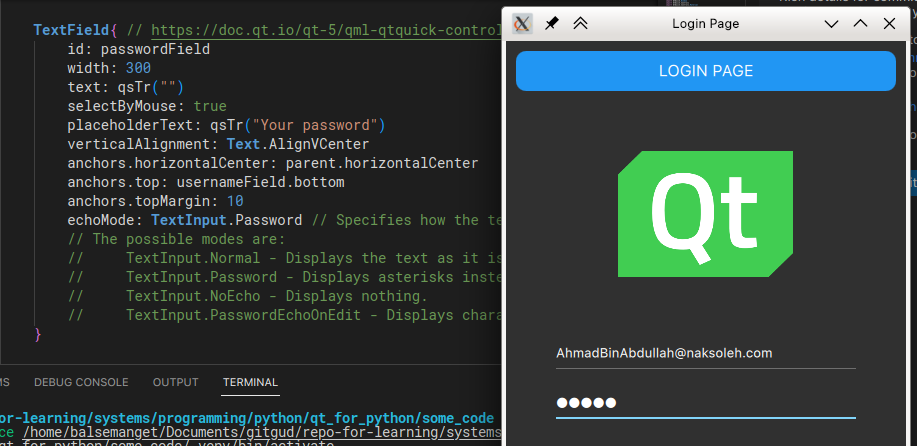 TextField{ // https://doc.qt.io/qt-5/qml-qtquick-control
id: passwordField
width: 300
text: qsTr("")
selectByMouse: true
placeholderText: qsTr("Your password")
verticalAlignment: Text.AlignVCenter
anchors.horizontalCenter: parent.horizontalCenter
anchors.top: usernameField.bottom
anchors.topMargin: 10
echoMode: TextInput.Password // Specifies how the te
// The possible modes are:
// TextInput.Normal - Displays the text as it is
// TextInput.Password - Displays asterisks inste
// TextInput.NoEcho - Displays nothing.
// TextInput.PasswordEchoOnEdit - Displays chara
}
MS DEBUG CONSOLE OUTPUT TERMINAL
or-learning/systems/programming/python/qt_for_python/some_code
ce /home/balsemanget/Documents/gitgud/repo-for-learning/systems
Login Page
LOGIN PAGE
Qt
AhmadBinAbdullah@naksoleh.com
●●●●●